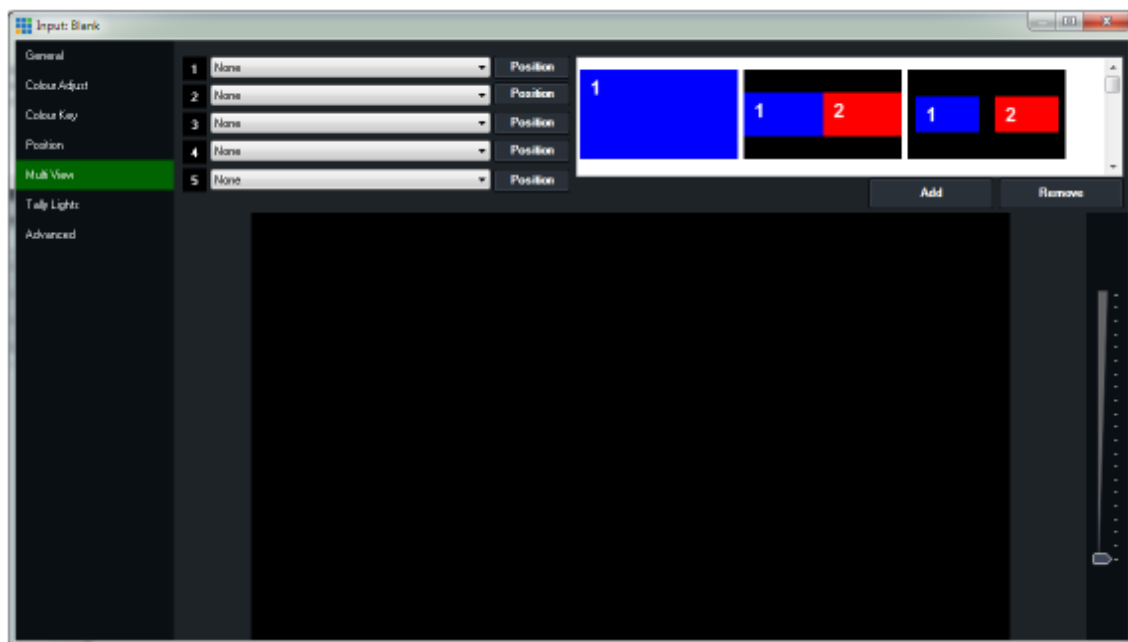 Input: Blank
General
Colour Adjust
Colour Key
Position
Multi View
Tally Lights
Advanced
1 None Position
2 None Position
3 None Position
4 None Position
5 None Position
1
1 2
1 2
Add Remove